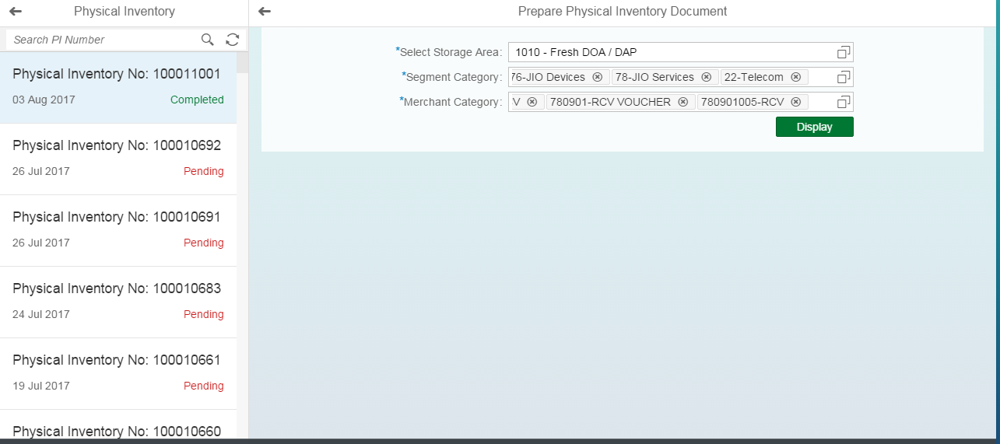 Physical Inventory
Search PI Number
Physical Inventory No: 100011001
03 Aug 2017 Completed
Physical Inventory No: 100010692
26 Jul 2017 Pending
Physical Inventory No: 100010691
26 Jul 2017 Pending
Physical Inventory No: 100010683
24 Jul 2017 Pending
Physical Inventory No: 100010661
19 Jul 2017 Pending
Physical Inventory No: 100010660
Prepare Physical Inventory Document
*Select Storage Area: 1010 - Fresh DOA / DAP
*Segment Category: 76-JIO Devices 78-JIO Services 22-Telecom
*Merchant Category: V 780901-RCV VOUCHER 780901005-RCV
Display